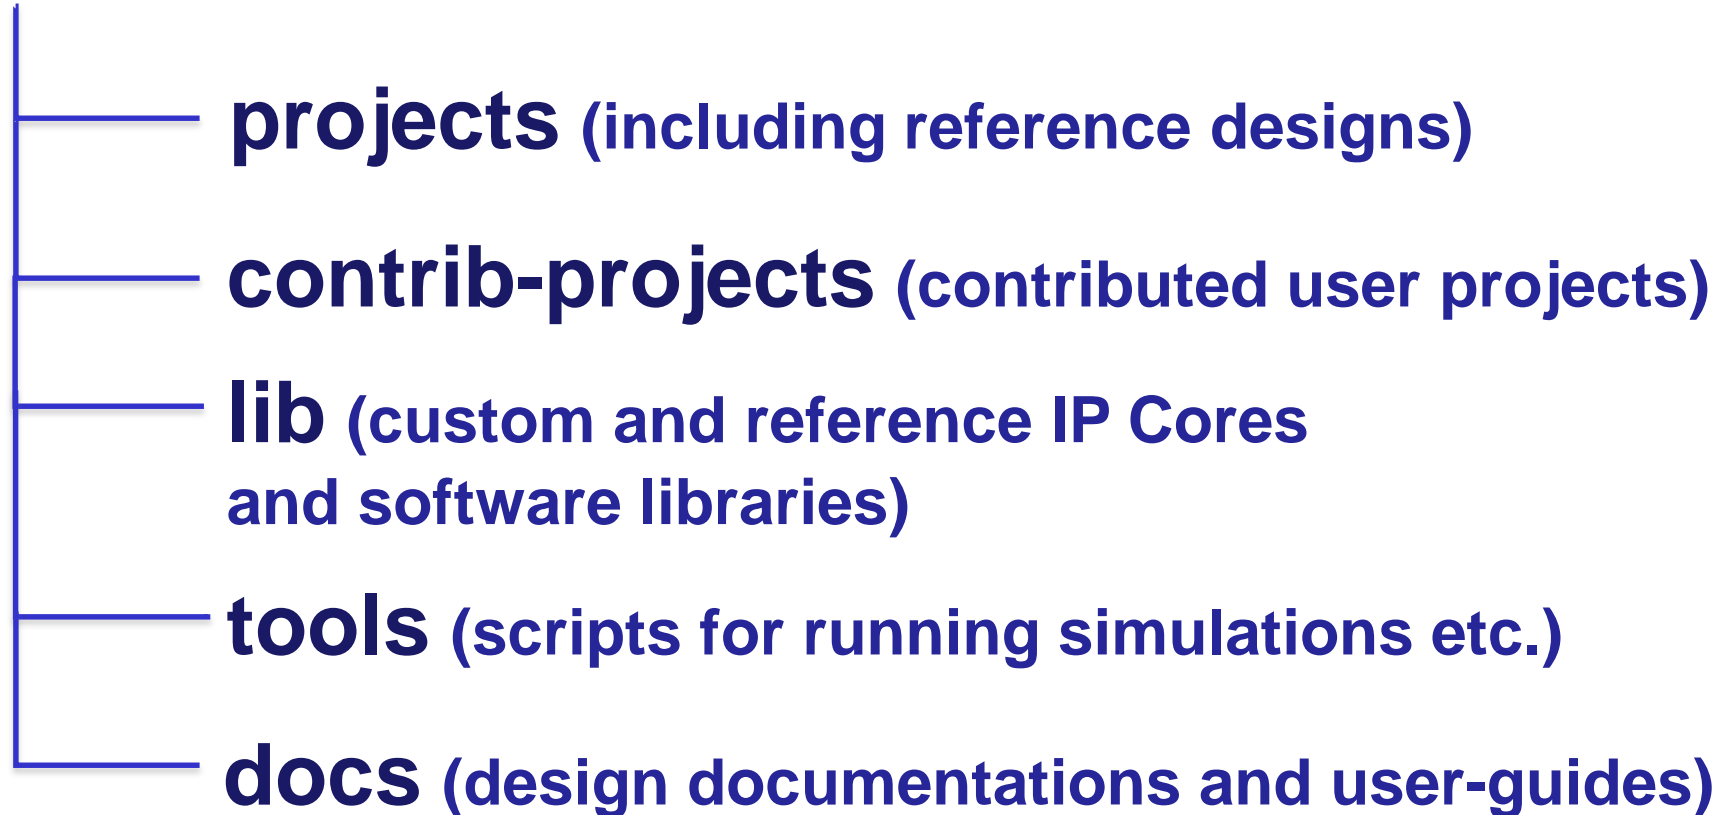 projects (including reference designs)
contrib-projects (contributed user projects)
lib (custom and reference IP Cores
and software libraries)
tools (scripts for running simulations etc.)
docs (design documentations and user-guides)